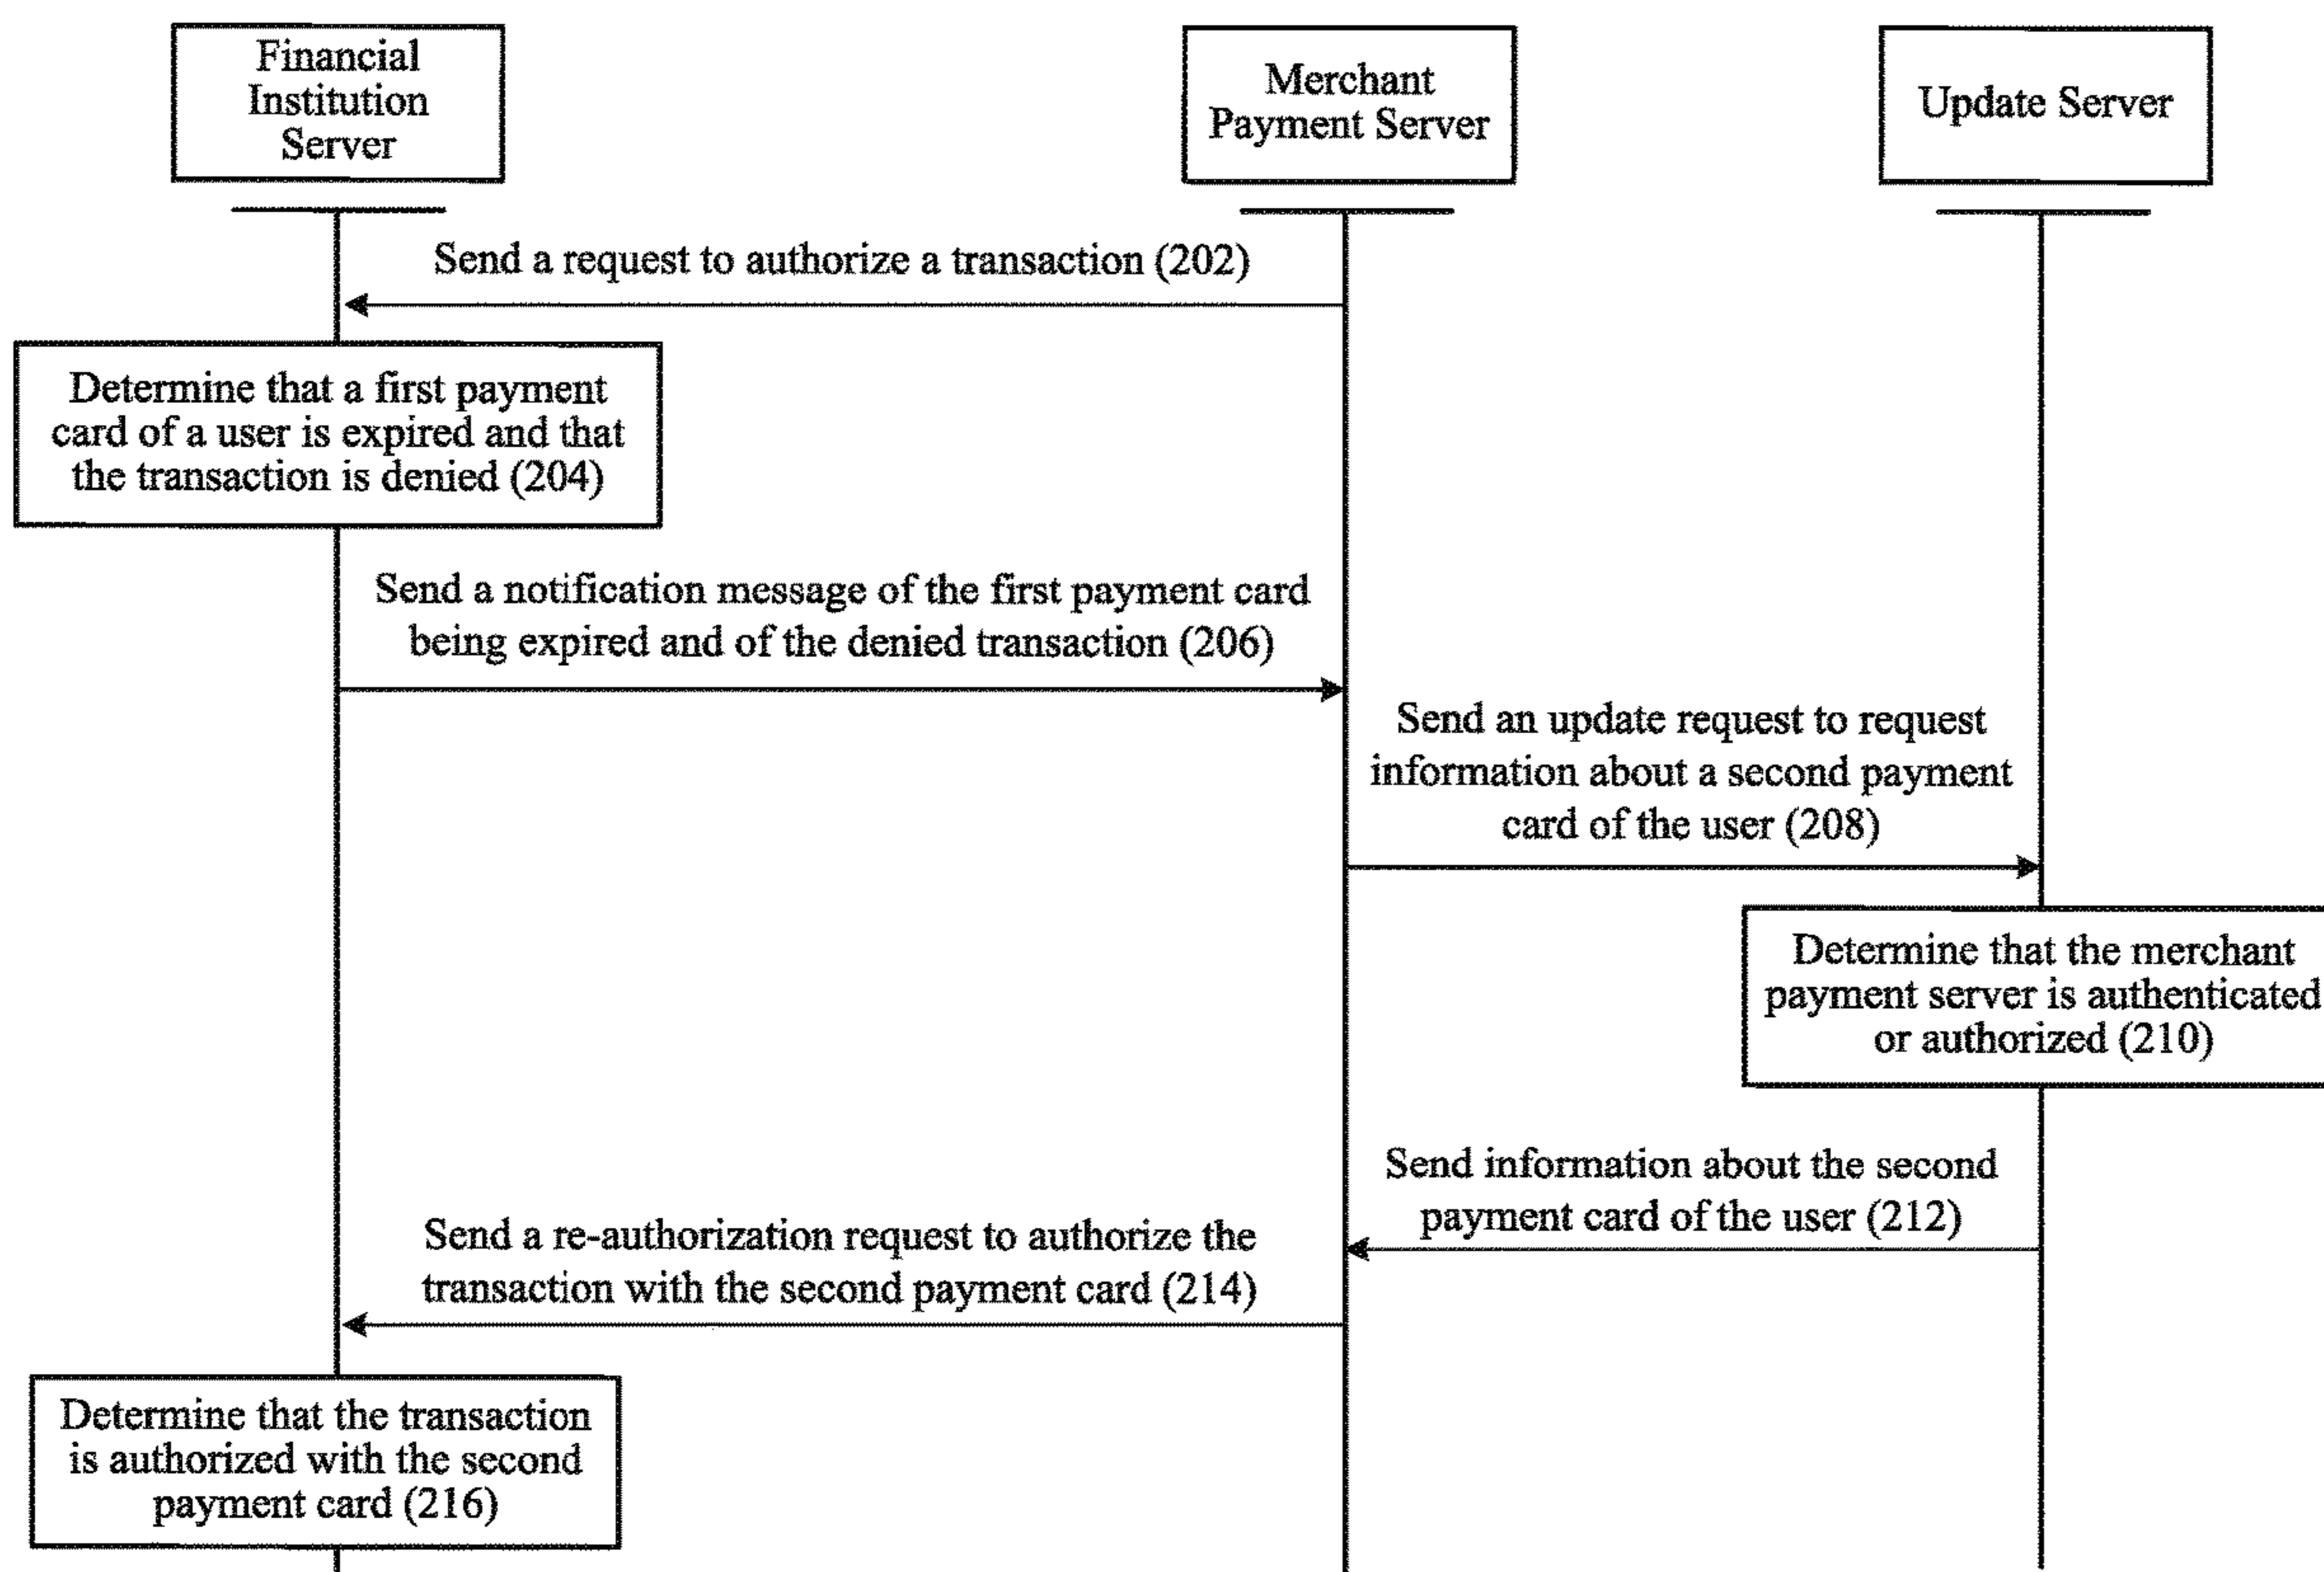 Financial
Institution
Server
Merchant
Payment Server
Update Server
Send a request to authorize a transaction (202)
Determine that a first payment
card of a user is expired and that
the transaction is denied (204)
Send a notification message of the first payment card
being expired and of the denied transaction (206)
Send an update request to request
information about a second payment
card of the user (208)
Determine that the merchant
payment server is authenticated
or authorized (210)
Send information about the second
payment card of the user (212)
Send a re-authorization request to authorize the
transaction with the second payment card (214)
Determine that the transaction
is authorized with the second
payment card (216)